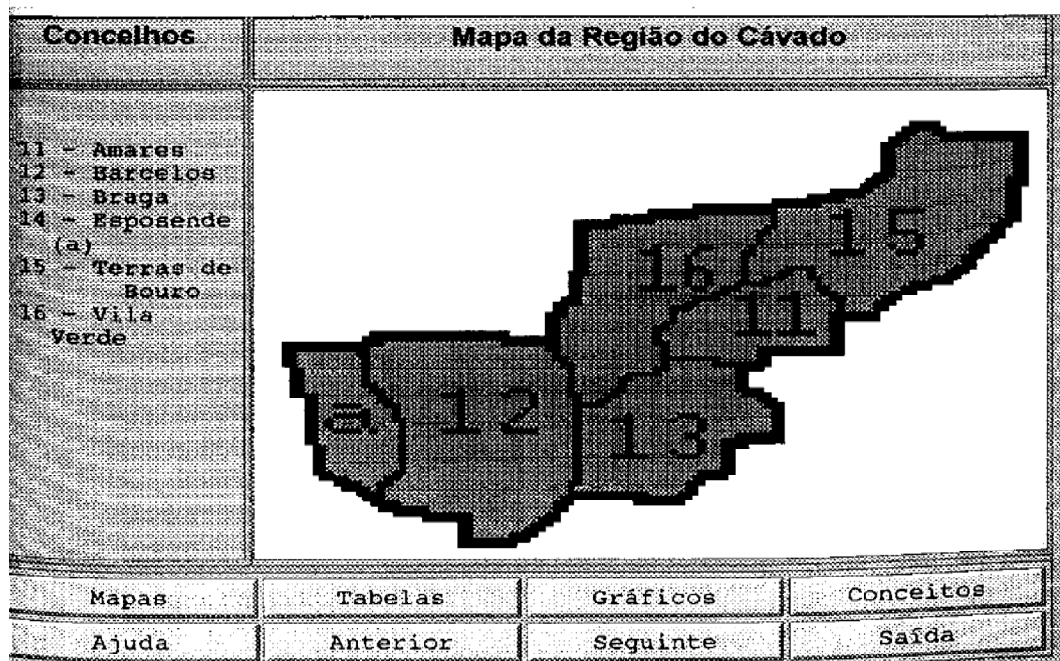 Concelhos
Mapa da Região do Cávado
11 - Amares
12 - Barcelos
13 - Braga
14 - Esposende
(a)
15 - Terras de
Bouro
16 - Vila
Verde
15
16
11
a
12
13
Mapas Tabelas Gráficos Conceitos
Ajuda Anterior Seguinte Saída